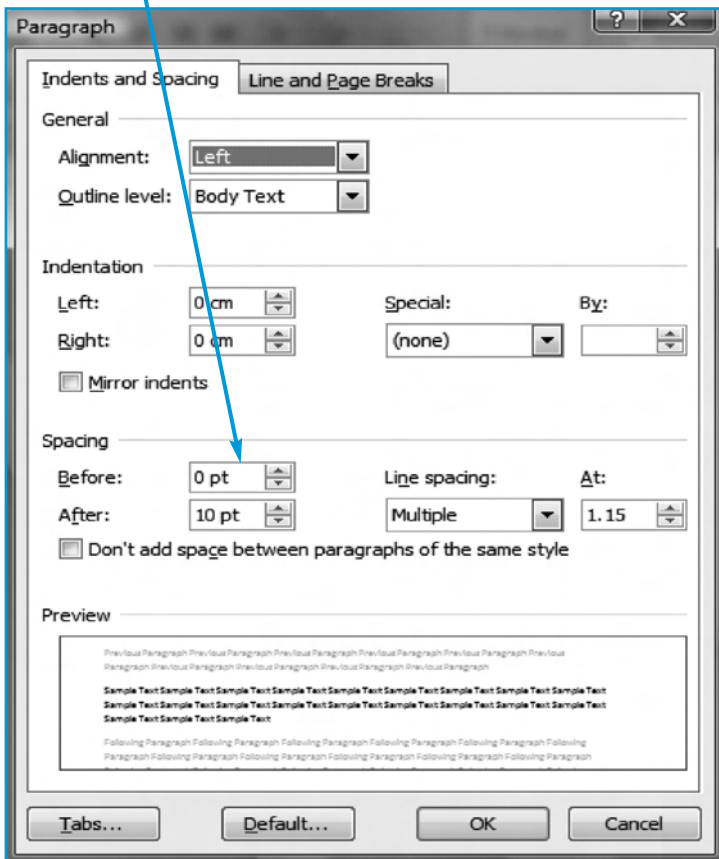 Paragraph
Indents and Spacing Line and Page Breaks
General
Alignment: Left
Outline level: Body Text
Indentation
Left: 0 cm Special: By:
Right: 0 cm (none)
Mirror indents
Spacing
Before: 0 pt Line spacing: At:
After: 10 pt Multiple 1.15
Don't add space between paragraphs of the same style
Preview
Previous Paragraph Previous Paragraph Previous Paragraph Previous Paragraph Previous Paragraph Previous
Paragraph Previous Paragraph Previous Paragraph Previous Paragraph Previous Paragraph
Sample Text Sample Text Sample Text Sample Text Sample Text Sample Text Sample Text Sample Text Sample Text
Sample Text Sample Text Sample Text Sample Text Sample Text Sample Text Sample Text Sample Text Sample Text
Sample Text Sample Text Sample Text
Following Paragraph Following Paragraph Following Paragraph Following Paragraph Following Paragraph Following
Paragraph Following Paragraph Following Paragraph Following Paragraph Following Paragraph Following Paragraph
Tabs... Default... OK Cancel